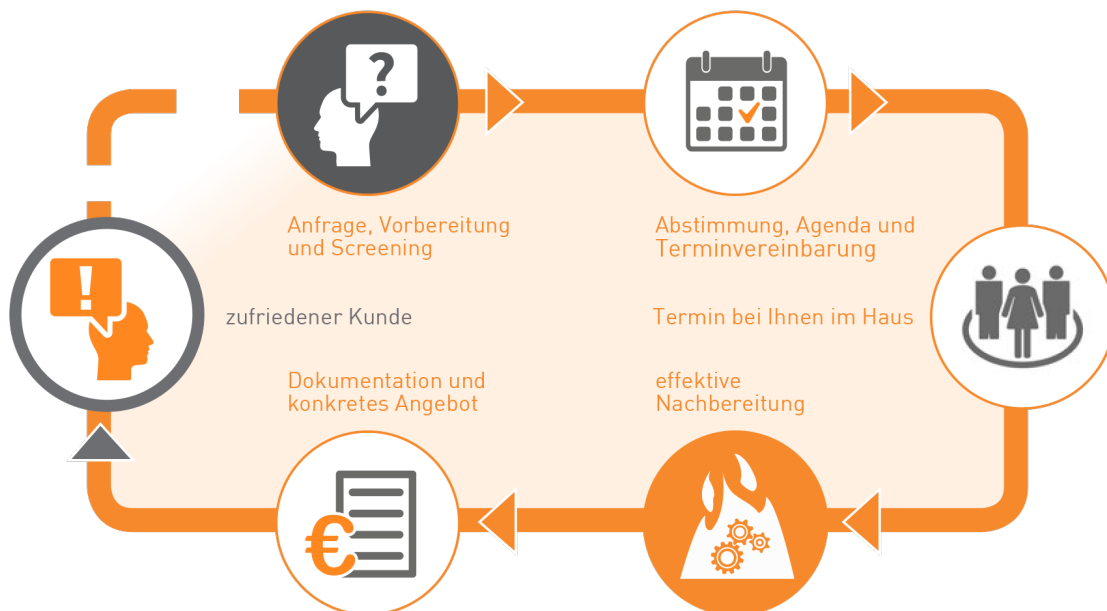 ?
Anfrage, Vorbereitung
und Screening
Abstimmung, Agenda und
Terminvereinbarung
!
zufriedener Kunde
Termin bei Ihnen im Haus
Dokumentation und
konkretes Angebot
effektive
Nachbereitung
€